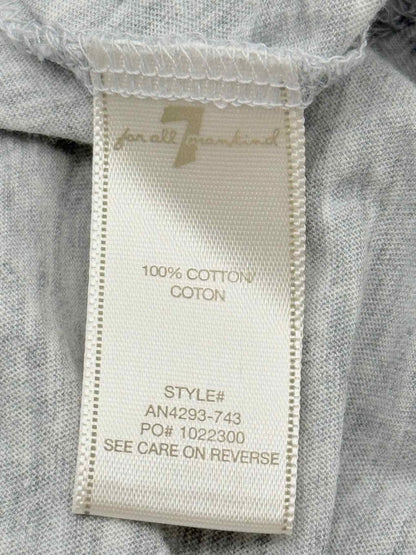 7
for all mankind
100% COTTON/
COTON
STYLE#
AN4293-743
PO# 1022300
SEE CARE ON REVERSE